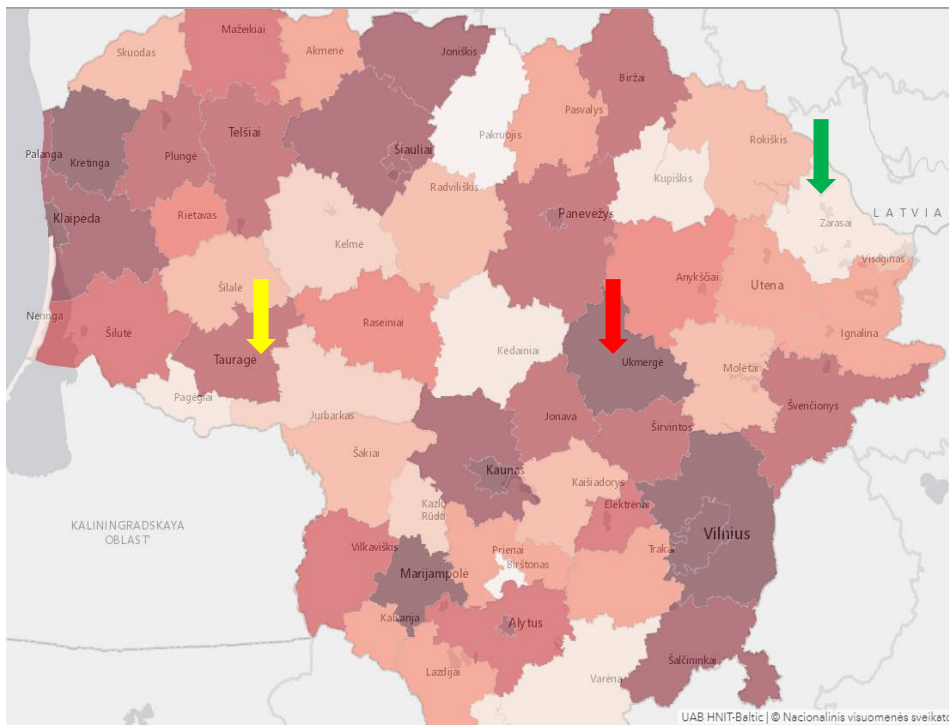 Mažeikiai
Skuodas
Akmenė
Joniškis
Biržai
Pakruojis
Pasvalys
Rokiškis
Telšiai
Šiauliai
Palanga
Kretinga
Plungė
Kupiškis
Radviliškis
Zarasai
LATVIA
Klaipėda
Rietavas
Panevėžys
Kelmė
Visaginas
Anykščiai
Utena
Šilalė
Neringa
Šilutė
Raseiniai
Ignalina
Kėdainiai
Ukmergė
Tauragė
Molėtai
Pagėgiai
Švenčionys
Jurbarkas
Jonava
Širvintos
Šakiai
Kaunas
Kaišiadorys
Kazlų
Rūda
Elektrėnai
KALININGRADSKAYA
OBLAST'
Vilnius
Vilkaviškis
Prienai
Trakai
Birštonas
Marijampolė
Kalvarija
Alytus
Šalčininkai
Lazdijai
Varėna
UAB HNIT-Baltic | © Nacionalinis visuomenės sveikato